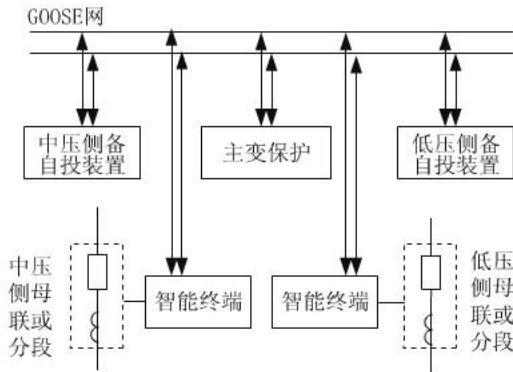 GOOSE网
中压侧备
自投装置
主变保护
低压侧备
自投装置
中压
侧母
联或
分段
智能终端
智能终端
低压
侧母
联或
分段